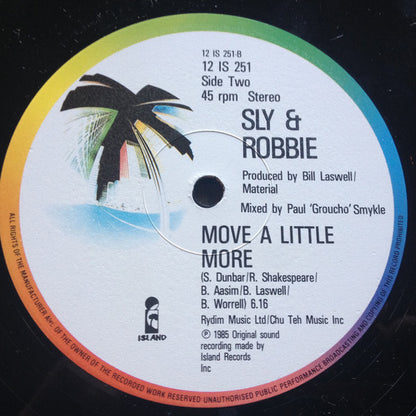 12 IS 251-B
12 IS 251
Side Two
45 rpm Stereo
SLY &
ROBBIE
Produced by Bill Laswell/
Material
Mixed by Paul 'Groucho' Smykle
MOVE A LITTLE
MORE
(S. Dunbar/R. Shakespeare/
B. Aasim/B. Laswell/
B. Worrell) 6.16
Rydim Music Ltd/Chu Teh Music Inc
℗ 1985 Original sound
recording made by
Island Records
Inc
ISLAND
ALL RIGHTS OF THE MANUFACTURER AND OF THE OWNER OF THE RECORDED WORK RESERVED UNAUTHORISED PUBLIC PERFORMANCE BROADCASTING AND COPYING OF THIS RECORD PROHIBITED